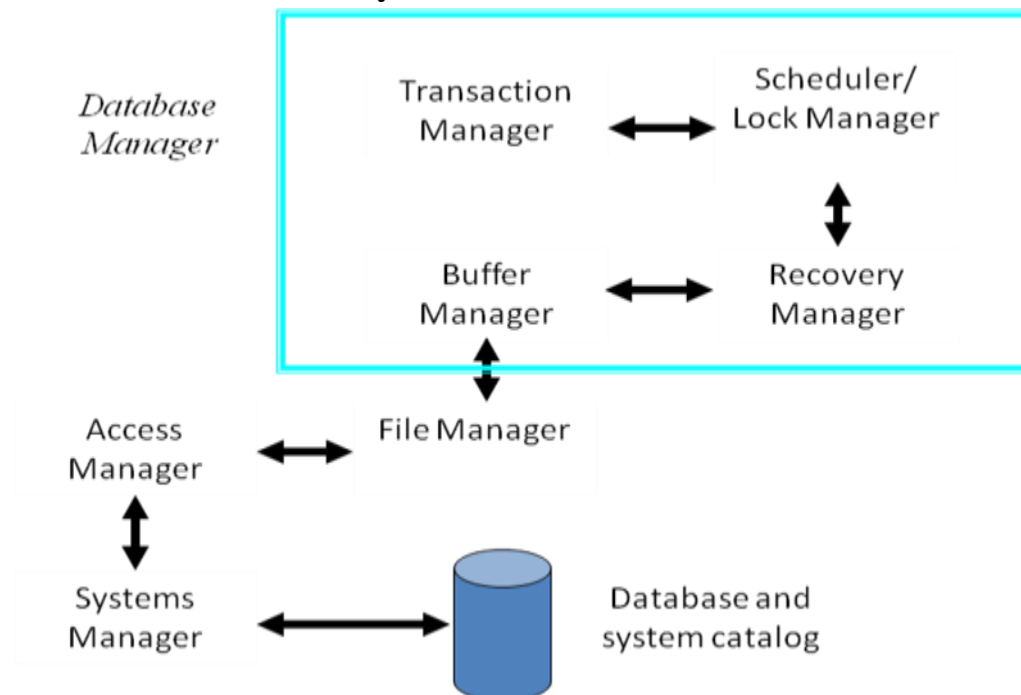 Database
Manager
Transaction
Manager
Scheduler/
Lock Manager
Buffer
Manager
Recovery
Manager
Access
Manager
File Manager
Systems
Manager
Database and
system catalog